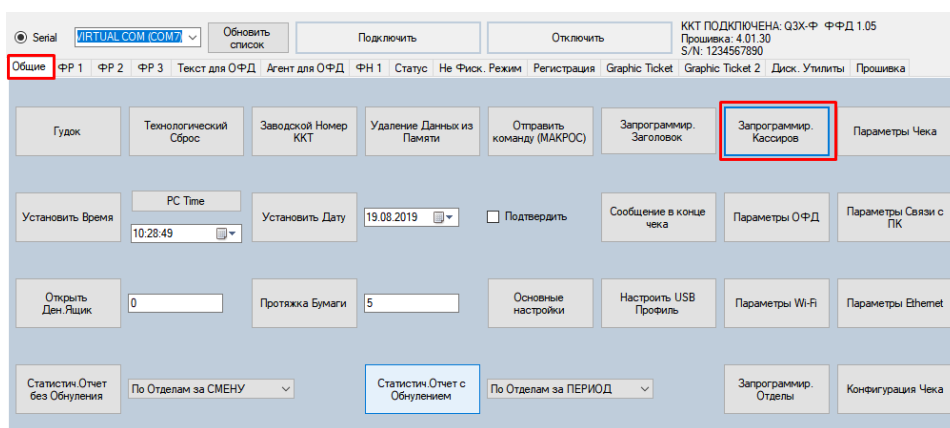 Serial
VIRTUAL COM (COM7)
Обновить
список
Подключить
Отключить
ККТ ПОДКЛЮЧЕНА: Q3X-Ф ФФД 1.05
Прошивка: 4.01.30
S/N: 1234567890
Общие ФР 1 ФР 2 ФР 3 Текст для ОФД Агент для ОФД ФН 1 Статус Не Фиск. Режим Регистрация Graphic Ticket Graphic Ticket 2 Диск. Утилиты Прошивка
Гудок
Технологический
Сброс
Заводской Номер
ККТ
Удаление Данных из
Памяти
Отправить
команду (МАКРОС)
Запрограммир.
Заголовок
Запрограммир.
Кассиров
Параметры Чека
Установить Время
PC Time
10:28:49
Установить Дату
19.08.2019
Подтвердить
Сообщение в конце
чека
Параметры ОФД
Параметры Связи с
ПК
Открыть
Ден.Ящик
0
Протяжка Бумаги
5
Основные
настройки
Настроить USB
Профиль
Параметры Wi-Fi
Параметры Ethernet
Статистич.Отчет
без Обнуления
По Отделам за СМЕНУ
Статистич.Отчет с
Обнулением
По Отделам за ПЕРИОД
Запрограммир.
Отделы
Конфигурация Чека